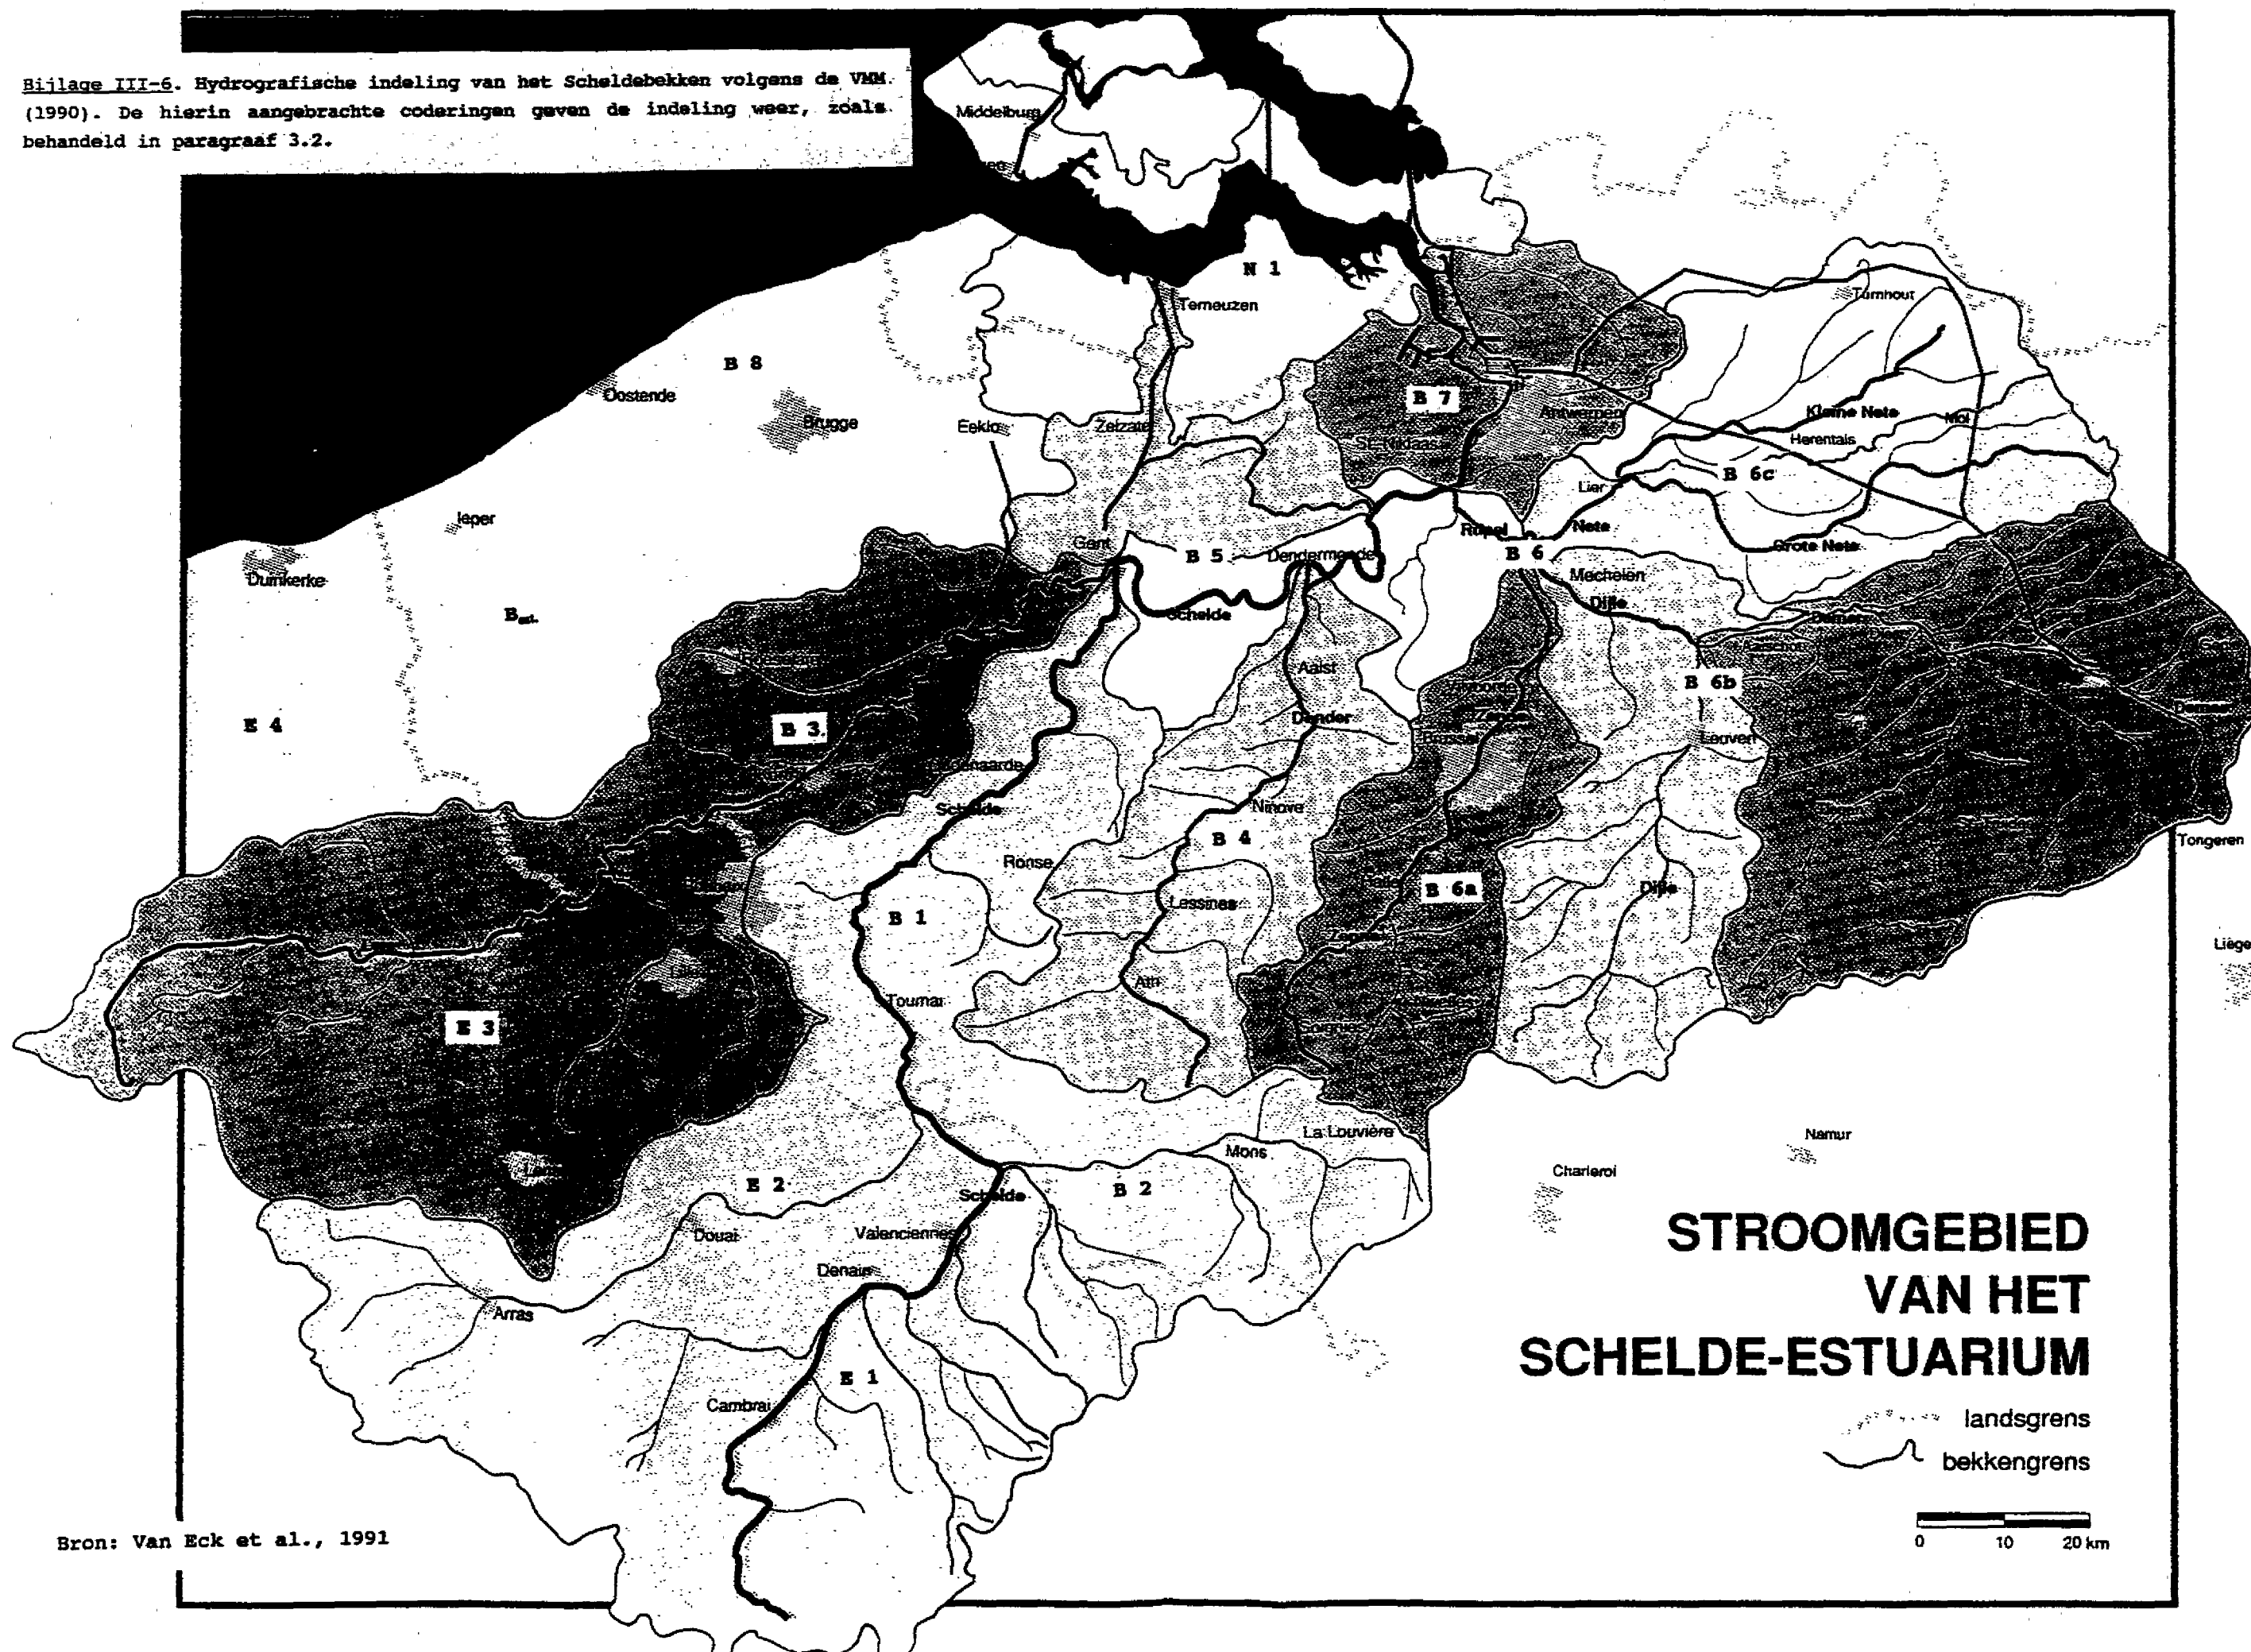 Bijlage III-6. Hydrografische indeling van het Scheldebekken volgens de VMM.
(1990). De hierin aangebrachte coderingen geven de indeling weer, zoals
behandeld in paragraaf 3.2.
Middelburg
N 1
Terneuzen
Turnhout
B 8
Oostende
Brugge
Eeklo
Zelzate
B 7
Antwerpen
St. Niklaas
Kleine Nete
Mol
Herentals
B 6c
Lier
Ieper
Gent
B 5
Dendermonde
Rupel
Nete
B 6
Grote Nete
Duinkerke
Mechelen
Dijle
Schelde
Demer
Aalst
B 6b
E 4
B 3.
Dender
Zenne
Brussel
Leuven
Demer
Schelde
Ninove
B 4
Tongeren
Ronse
B 1
Lessines
B 6a
Dijle
Liège
Tournai
Ath
E 3
La Louvière
Mons
Namur
Charleroi
E 2
Schelde
B 2
Douai
Valenciennes
Denain
Arras
E 1
Cambrai
STROOMGEBIED
VAN HET
SCHELDE-ESTUARIUM
landsgrens
bekkengrens
0 10 20 km
Bron: Van Eck et al., 1991